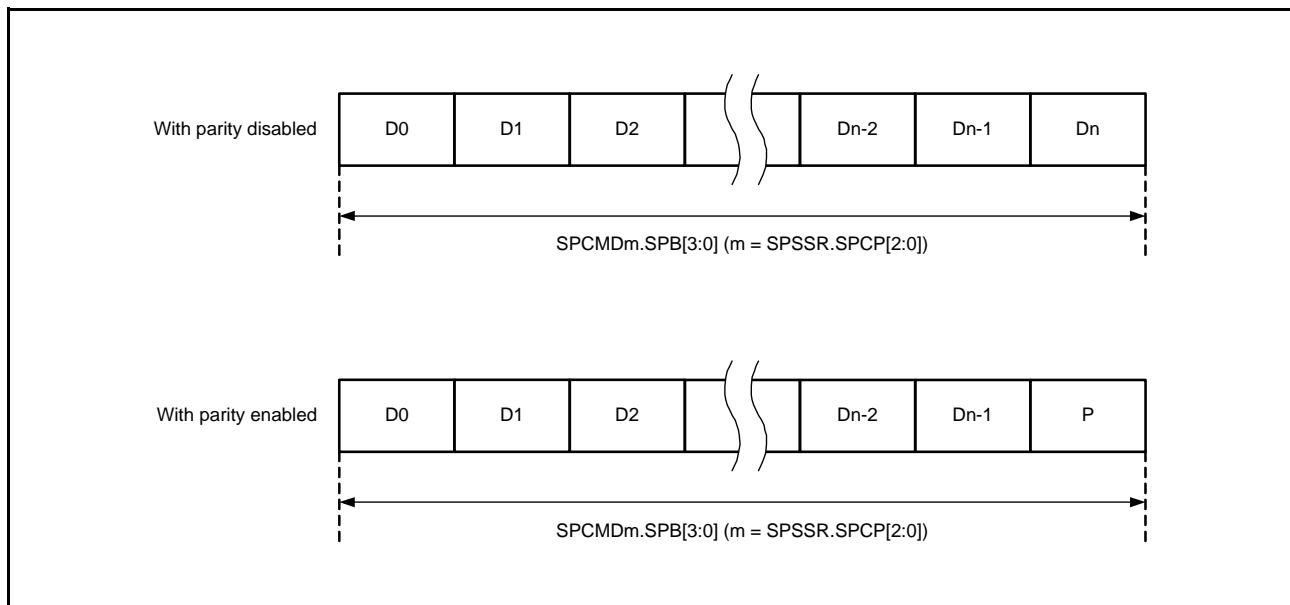 With parity disabled D0 D1 D2 Dn-2 Dn-1 Dn
SPCMDm.SPB[3:0] (m = SPSSR.SPCP[2:0])
With parity enabled D0 D1 D2 Dn-2 Dn-1 P
SPCMDm.SPB[3:0] (m = SPSSR.SPCP[2:0])